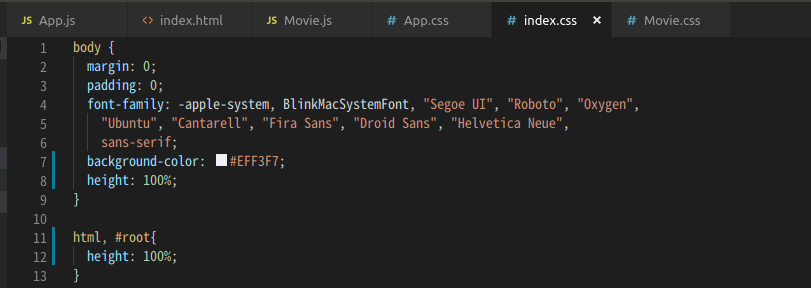 JS App.js <> index.html JS Movie.js # App.css # index.css × # Movie.css
1 body {
2 margin: 0;
3 padding: 0;
4 font-family: -apple-system, BlinkMacSystemFont, "Segoe UI", "Roboto", "Oxygen",
5 "Ubuntu", "Cantarell", "Fira Sans", "Droid Sans", "Helvetica Neue",
6 sans-serif;
7 background-color: #EFF3F7;
8 height: 100%;
9 }
10
11 html, #root{
12 height: 100%;
13 }